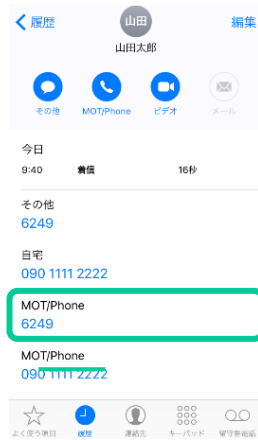 履歴
山田
編集
山田太郎
その他
MOT/Phone
ビデオ
メール
今日
9:40 着信 16秒
その他
6249
自宅
090 1111 2222
MOT/Phone
6249
MOT/Phone
090 1111 2222
よく使う項目
履歴
連絡先
キーパッド
留守番電話